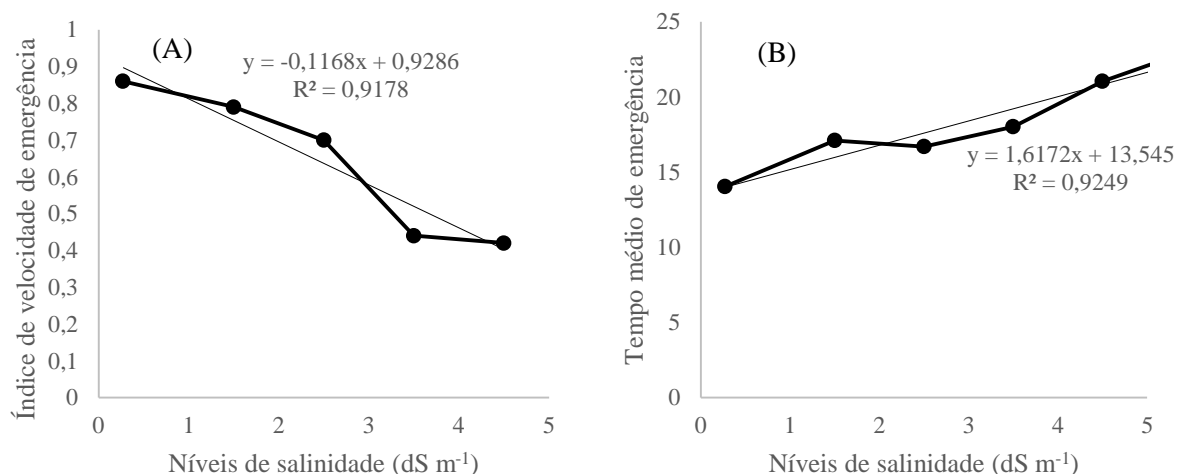 (A)
y = -0,1168x + 0,9286
R² = 0,9178
Índice de velocidade de emergência
1
0,9
0,8
0,7
0,6
0,5
0,4
0,3
0,2
0,1
0
0 1 2 3 4 5
Níveis de salinidade (dS m⁻¹)
(B)
y = 1,6172x + 13,545
R² = 0,9249
Tempo médio de emergência
25
20
15
10
5
0
0 1 2 3 4 5
Níveis de salinidade (dS m⁻¹)